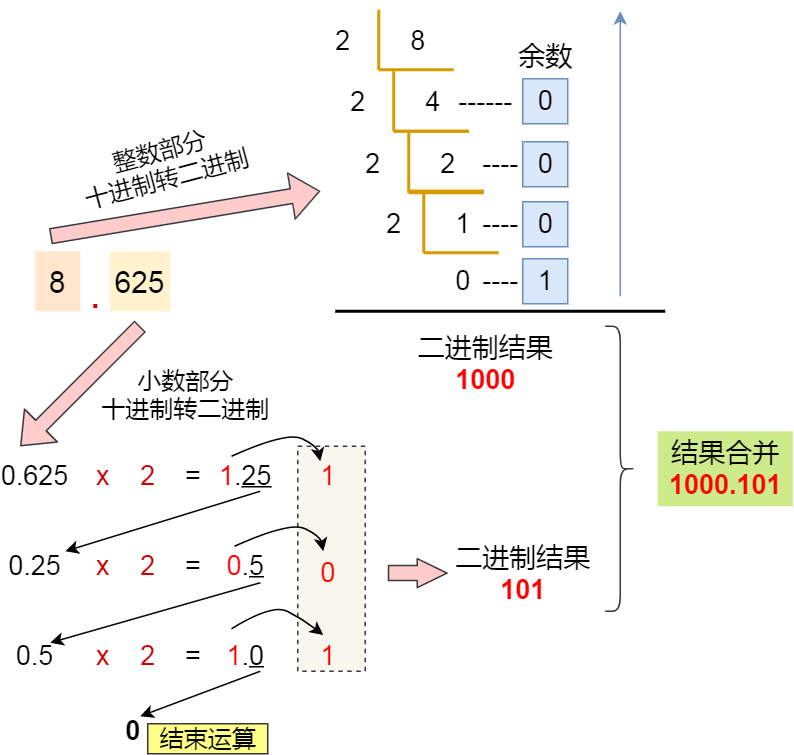 2 8
余数
2 4 ------ 0
2 2 ---- 0
2 1 ---- 0
0 ---- 1
整数部分
十进制转二进制
8 . 625
二进制结果
1000
小数部分
十进制转二进制
0.625 x 2 = 1.25 1
0.25 x 2 = 0.5 0
0.5 x 2 = 1.0 1
0 结束运算
二进制结果
101
结果合并
1000.101